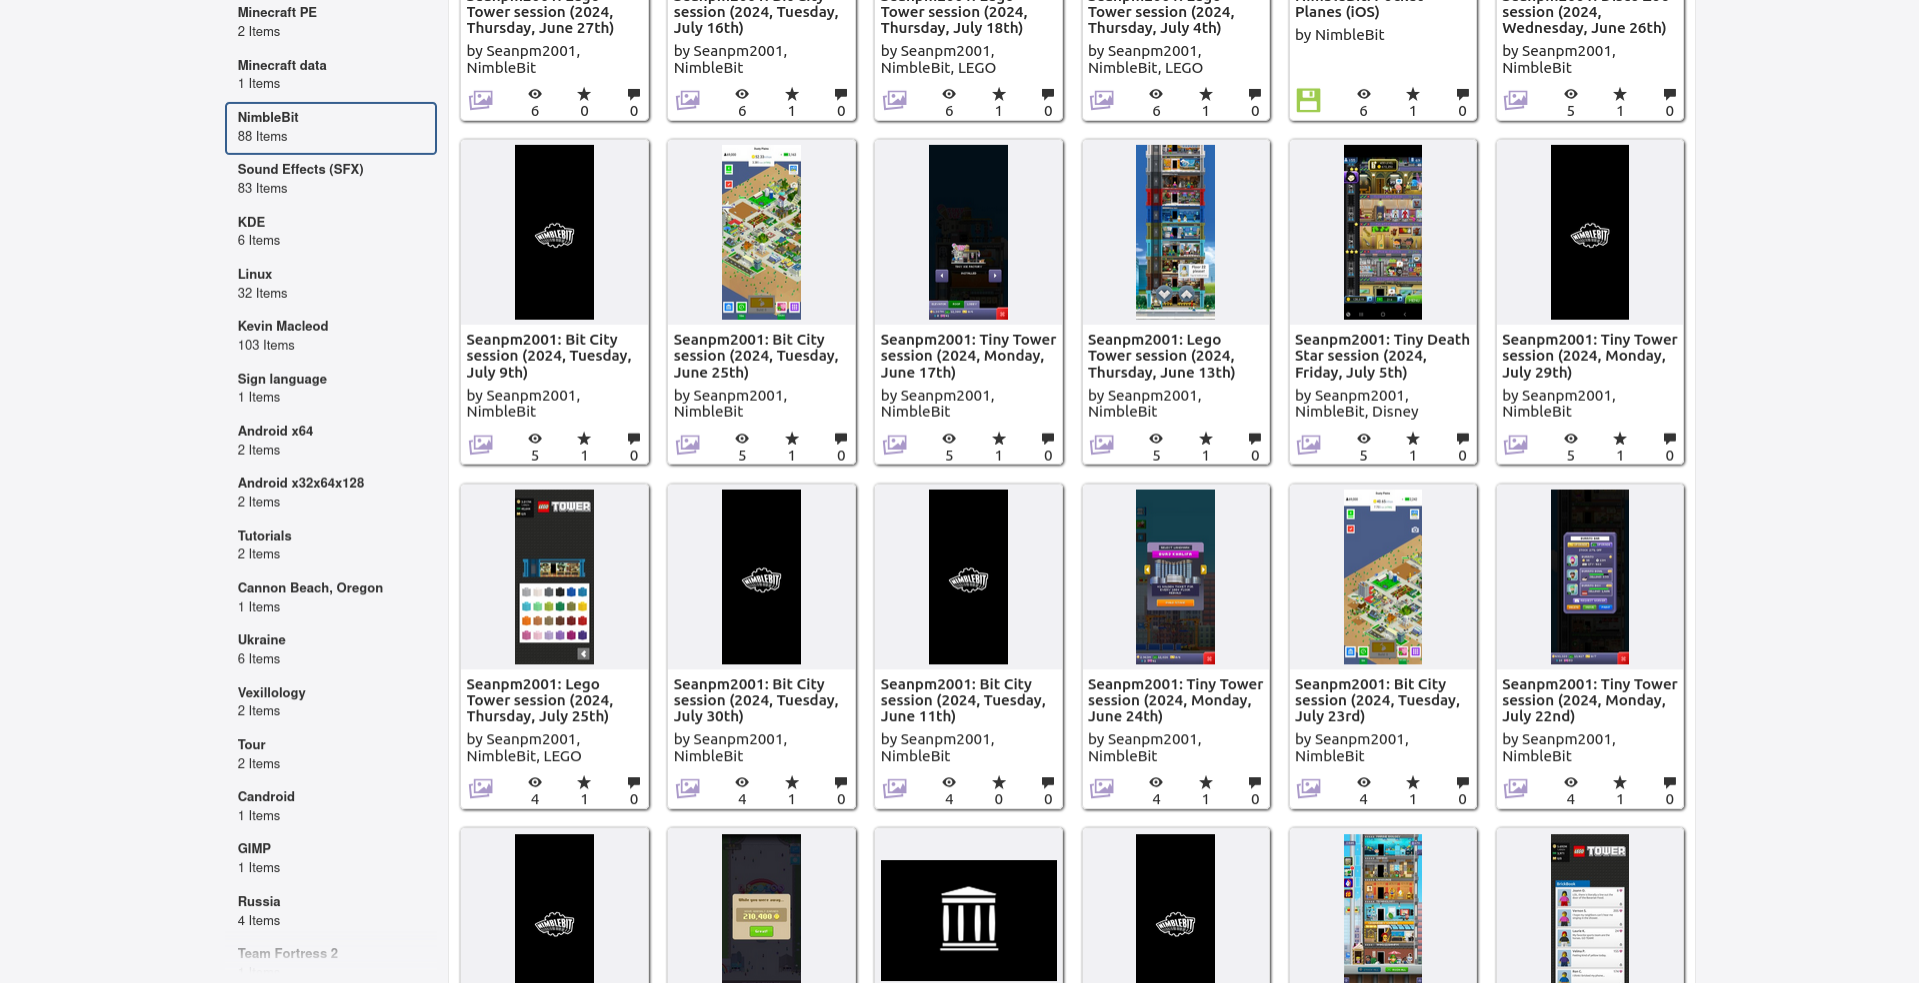 Minecraft PE
2 Items
Minecraft data
1 Items
NimbleBit
88 Items
Sound Effects (SFX)
83 Items
KDE
6 Items
Linux
32 Items
Kevin Macleod
103 Items
Sign language
1 Items
Android x64
2 Items
Android x32x64x128
2 Items
Tutorials
2 Items
Cannon Beach, Oregon
1 Items
Ukraine
6 Items
Vexillology
2 Items
Tour
2 Items
Candroid
1 Items
GIMP
1 Items
Russia
4 Items
Team Fortress 2
Tower session (2024,
Thursday, June 27th)
by Seanpm2001,
NimbleBit
6 0 0
session (2024, Tuesday,
July 16th)
by Seanpm2001,
NimbleBit
6 1 0
Tower session (2024,
Thursday, July 18th)
by Seanpm2001,
NimbleBit, LEGO
6 1 0
Tower session (2024,
Thursday, July 4th)
by Seanpm2001,
NimbleBit, LEGO
6 1 0
Planes (iOS)
by NimbleBit
6 1 0
session (2024,
Wednesday, June 26th)
by Seanpm2001,
NimbleBit
5 1 0
NIMBLEBIT
Seanpm2001: Bit City
session (2024, Tuesday,
July 9th)
by Seanpm2001,
NimbleBit
5 1 0
Seanpm2001: Bit City
session (2024, Tuesday,
June 25th)
by Seanpm2001,
NimbleBit
5 1 0
Seanpm2001: Tiny Tower
session (2024, Monday,
June 17th)
by Seanpm2001,
NimbleBit
5 1 0
Seanpm2001: Lego
Tower session (2024,
Thursday, June 13th)
by Seanpm2001,
NimbleBit
5 1 0
Seanpm2001: Tiny Death
Star session (2024,
Friday, July 5th)
by Seanpm2001,
NimbleBit, Disney
5 1 0
NIMBLEBIT
Seanpm2001: Tiny Tower
session (2024, Monday,
July 29th)
by Seanpm2001,
NimbleBit
5 1 0
LEGO TOWER
Seanpm2001: Lego
Tower session (2024,
Thursday, July 25th)
by Seanpm2001,
NimbleBit, LEGO
4 1 0
NIMBLEBIT
Seanpm2001: Bit City
session (2024, Tuesday,
July 30th)
by Seanpm2001,
NimbleBit
4 1 0
NIMBLEBIT
Seanpm2001: Bit City
session (2024, Tuesday,
June 11th)
by Seanpm2001,
NimbleBit
4 0 0
Seanpm2001: Tiny Tower
session (2024, Monday,
June 24th)
by Seanpm2001,
NimbleBit
4 1 0
Seanpm2001: Bit City
session (2024, Tuesday,
July 23rd)
by Seanpm2001,
NimbleBit
4 1 0
Seanpm2001: Tiny Tower
session (2024, Monday,
July 22nd)
by Seanpm2001,
NimbleBit
4 1 0
NIMBLEBIT
While you were away...
210,400
NIMBLEBIT
LEGO TOWER